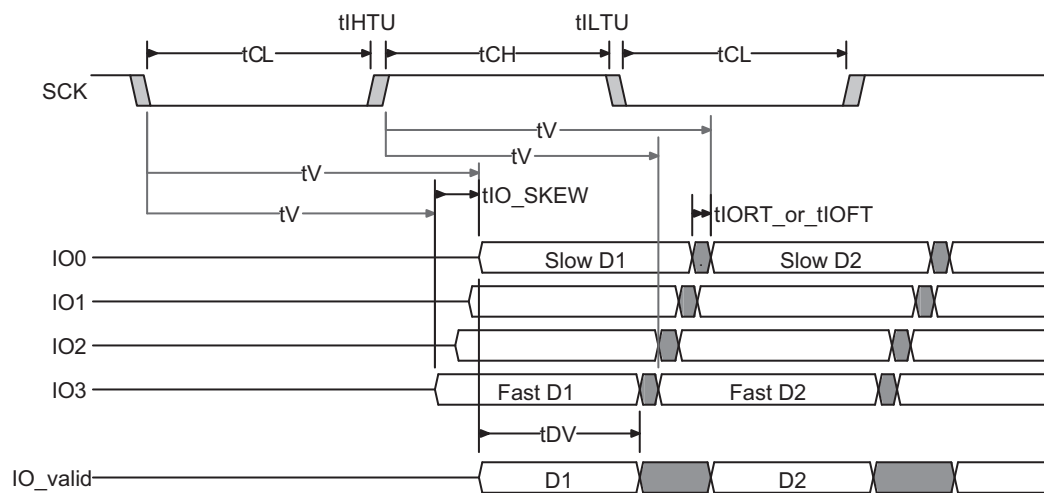 tIHTU tILTU
tCL tCH tCL
SCK
tV
tV
tV
tIO_SKEW
tV
tIORT_or_tIOFT
IO0 Slow D1 Slow D2
IO1
IO2
IO3 Fast D1 Fast D2
tDV
IO_valid D1 D2